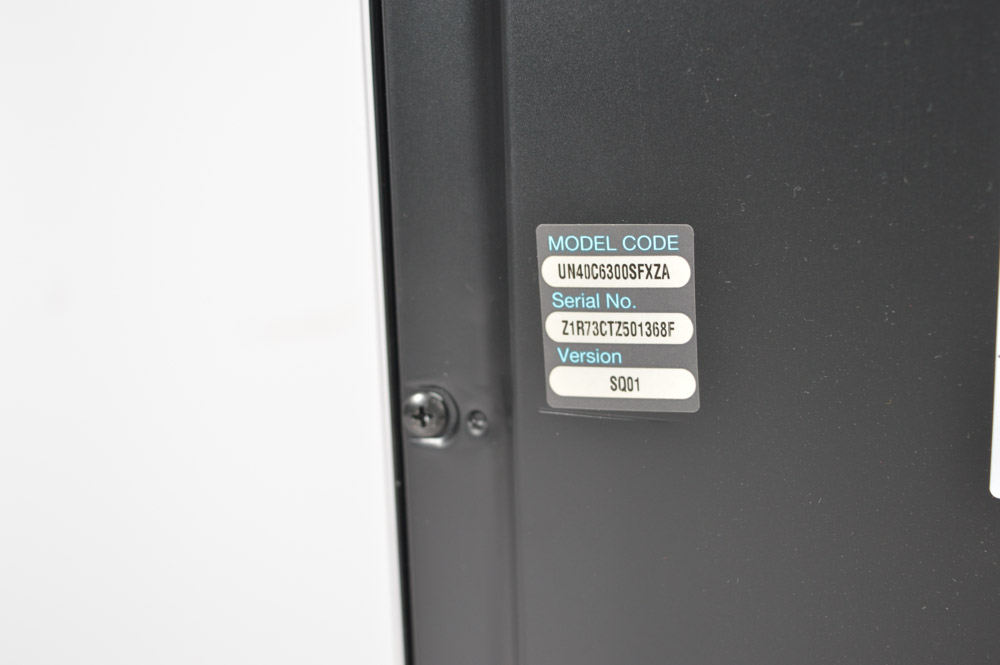 MODEL CODE
UN40C6300SFXZA
Serial No.
Z1R73CTZ501368F
Version
SQ01